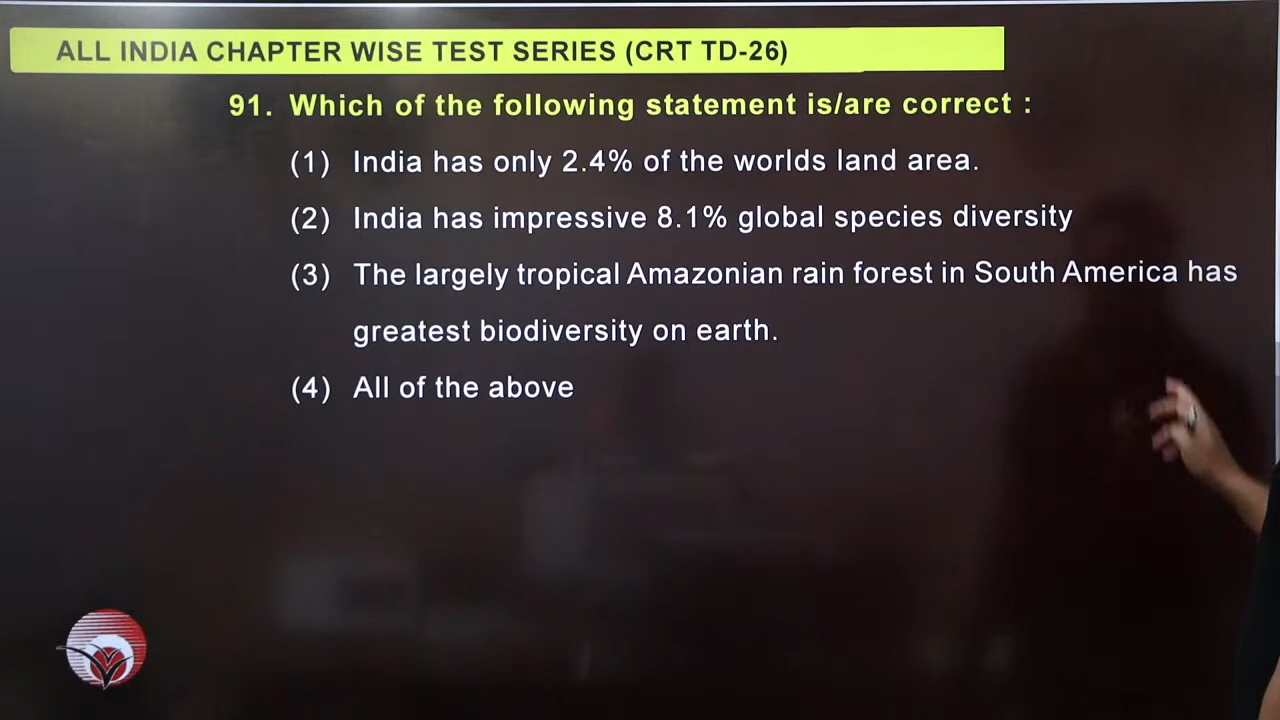 ALL INDIA CHAPTER WISE TEST SERIES (CRT TD-26)
91. Which of the following statement is/are correct :
(1) India has only 2.4% of the worlds land area.
(2) India has impressive 8.1% global species diversity
(3) The largely tropical Amazonian rain forest in South America has
greatest biodiversity on earth.
(4) All of the above